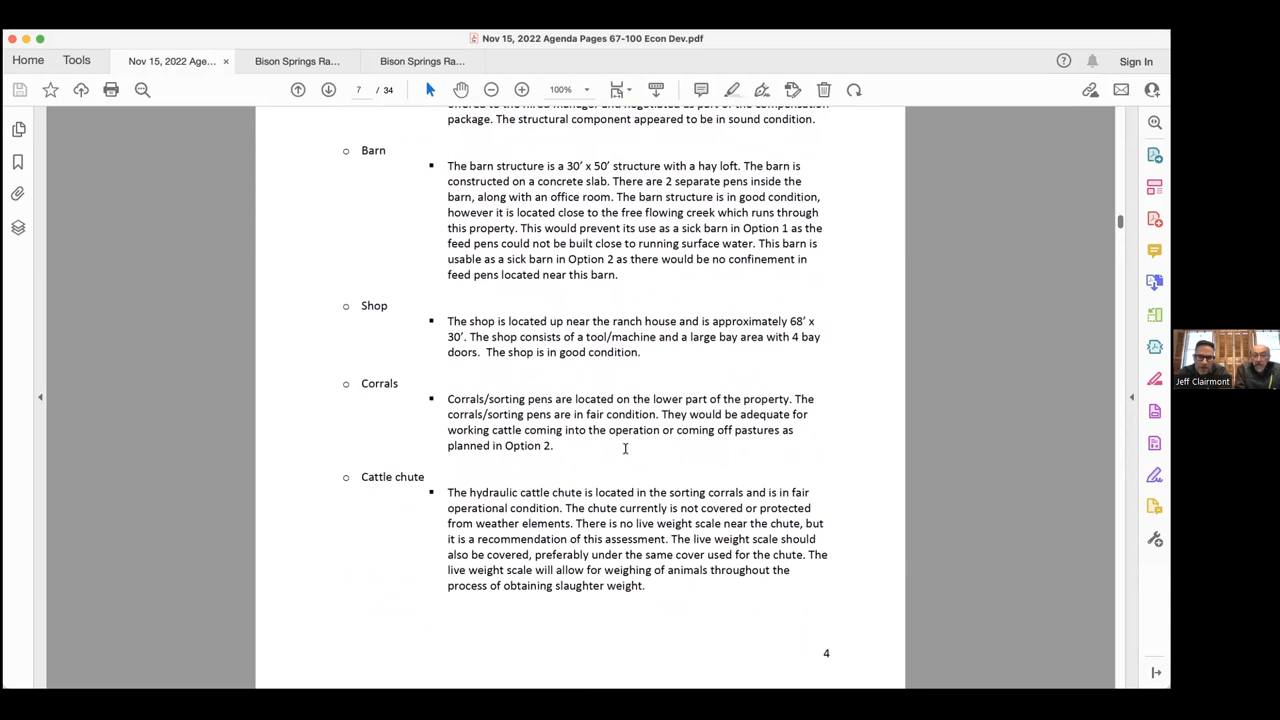 Nov 15, 2022 Agenda Pages 67-100 Econ Dev.pdf
Home Tools Nov 15, 2022 Age... × Bison Springs Ra... Bison Springs Ra... Sign In
7 / 34 100%
offered to the hired manager and negotiated as part of the compensation
package. The structural component appeared to be in sound condition.
o Barn
▪ The barn structure is a 30’ x 50’ structure with a hay loft. The barn is
constructed on a concrete slab. There are 2 separate pens inside the
barn, along with an office room. The barn structure is in good condition,
however it is located close to the free flowing creek which runs through
this property. This would prevent its use as a sick barn in Option 1 as the
feed pens could not be built close to running surface water. This barn is
usable as a sick barn in Option 2 as there would be no confinement in
feed pens located near this barn.
o Shop
▪ The shop is located up near the ranch house and is approximately 68’ x
30’. The shop consists of a tool/machine and a large bay area with 4 bay
doors. The shop is in good condition.
o Corrals
▪ Corrals/sorting pens are located on the lower part of the property. The
corrals/sorting pens are in fair condition. They would be adequate for
working cattle coming into the operation or coming off pastures as
planned in Option 2.
o Cattle chute
▪ The hydraulic cattle chute is located in the sorting corrals and is in fair
operational condition. The chute currently is not covered or protected
from weather elements. There is no live weight scale near the chute, but
it is a recommendation of this assessment. The live weight scale should
also be covered, preferably under the same cover used for the chute. The
live weight scale will allow for weighing of animals throughout the
process of obtaining slaughter weight.
4
Jeff Clairmont